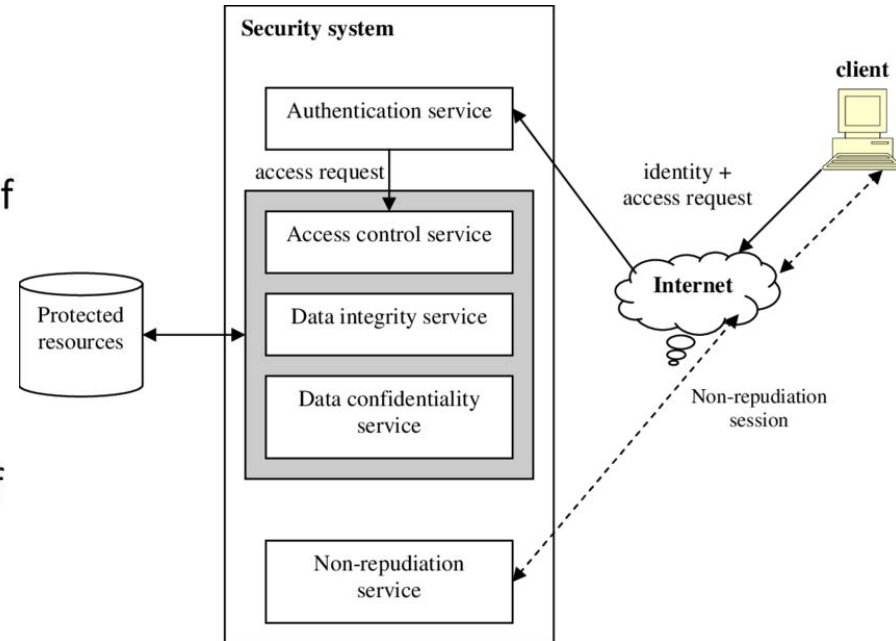 Security system
client
Authentication service
access request
identity +
access request
f
Access control service
Internet
Protected
resources
Data integrity service
Data confidentiality
service
Non-repudiation
session
f
Non-repudiation
service